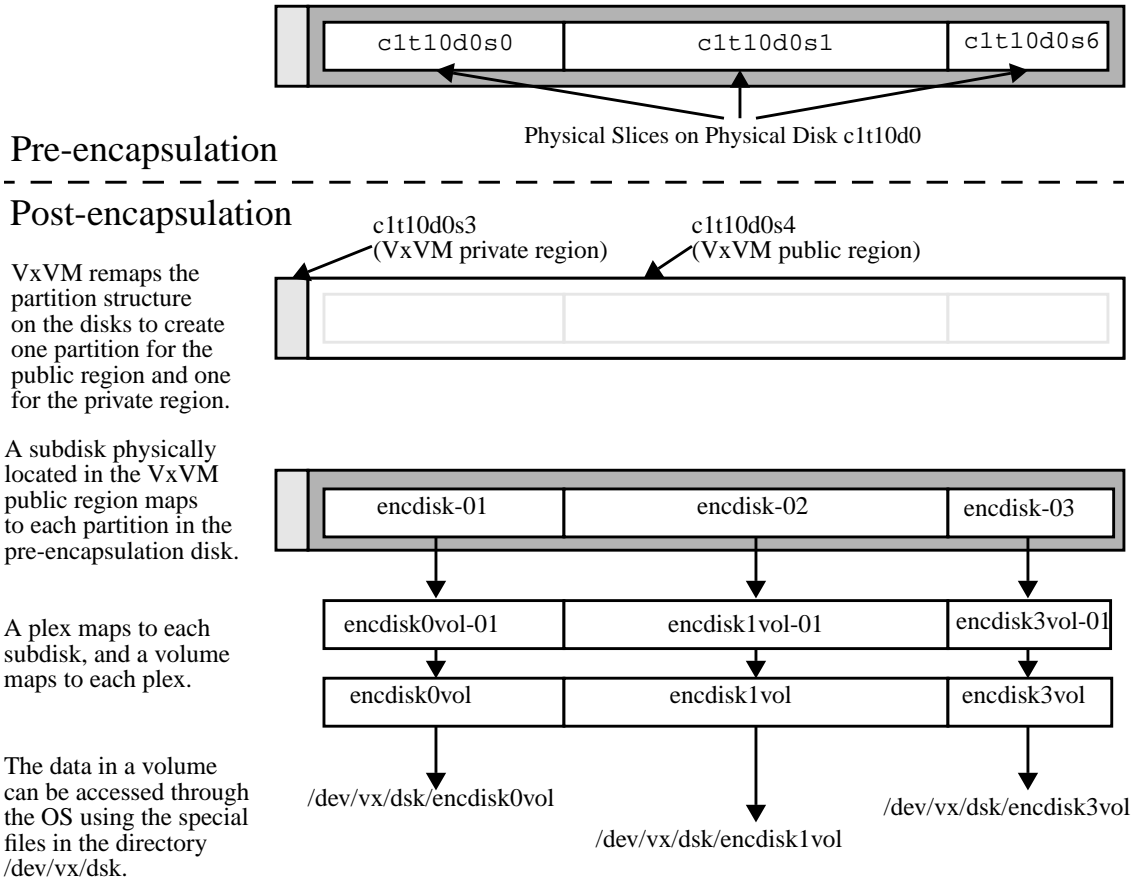 c1t10d0s0 c1t10d0s1 c1t10d0s6
Physical Slices on Physical Disk c1t10d0
Pre-encapsulation
Post-encapsulation
c1t10d0s3
(VxVM private region)
c1t10d0s4
(VxVM public region)
VxVM remaps the
partition structure
on the disks to create
one partition for the
public region and one
for the private region.
A subdisk physically
located in the VxVM
public region maps
to each partition in the
pre-encapsulation disk.
encdisk-01 encdisk-02 encdisk-03
A plex maps to each
subdisk, and a volume
maps to each plex.
encdisk0vol-01 encdisk1vol-01 encdisk3vol-01
encdisk0vol encdisk1vol encdisk3vol
The data in a volume
can be accessed through
the OS using the special
files in the directory
/dev/vx/dsk.
/dev/vx/dsk/encdisk0vol
/dev/vx/dsk/encdisk1vol
/dev/vx/dsk/encdisk3vol